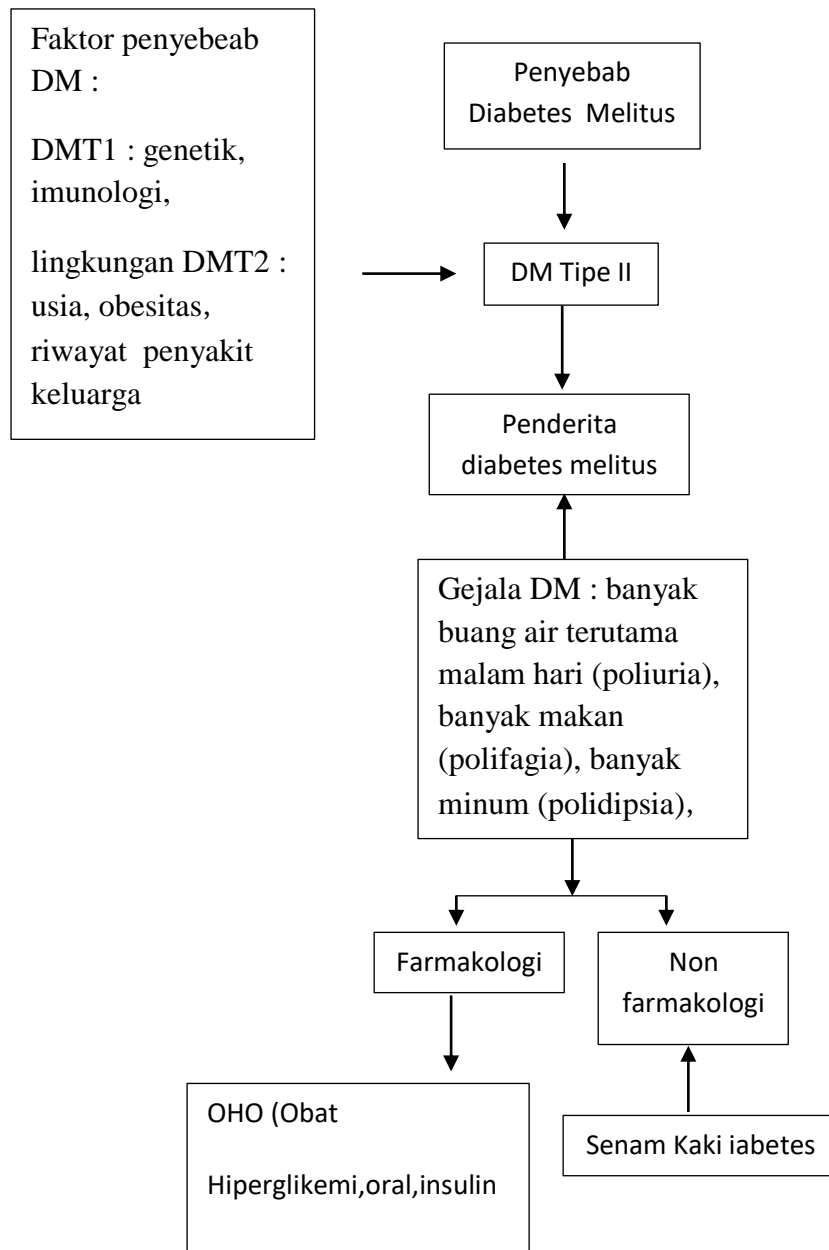 Faktor penyebeab
DM :
DMT1 : genetik,
imunologi,
lingkungan DMT2 :
usia, obesitas,
riwayat penyakit
keluarga
Penyebab
Diabetes Melitus
DM Tipe II
Penderita
diabetes melitus
Gejala DM : banyak
buang air terutama
malam hari (poliuria),
banyak makan
(polifagia), banyak
minum (polidipsia),
Farmakologi
Non
farmakologi
OHO (Obat
Hiperglikemi,oral,insulin
Senam Kaki iabetes